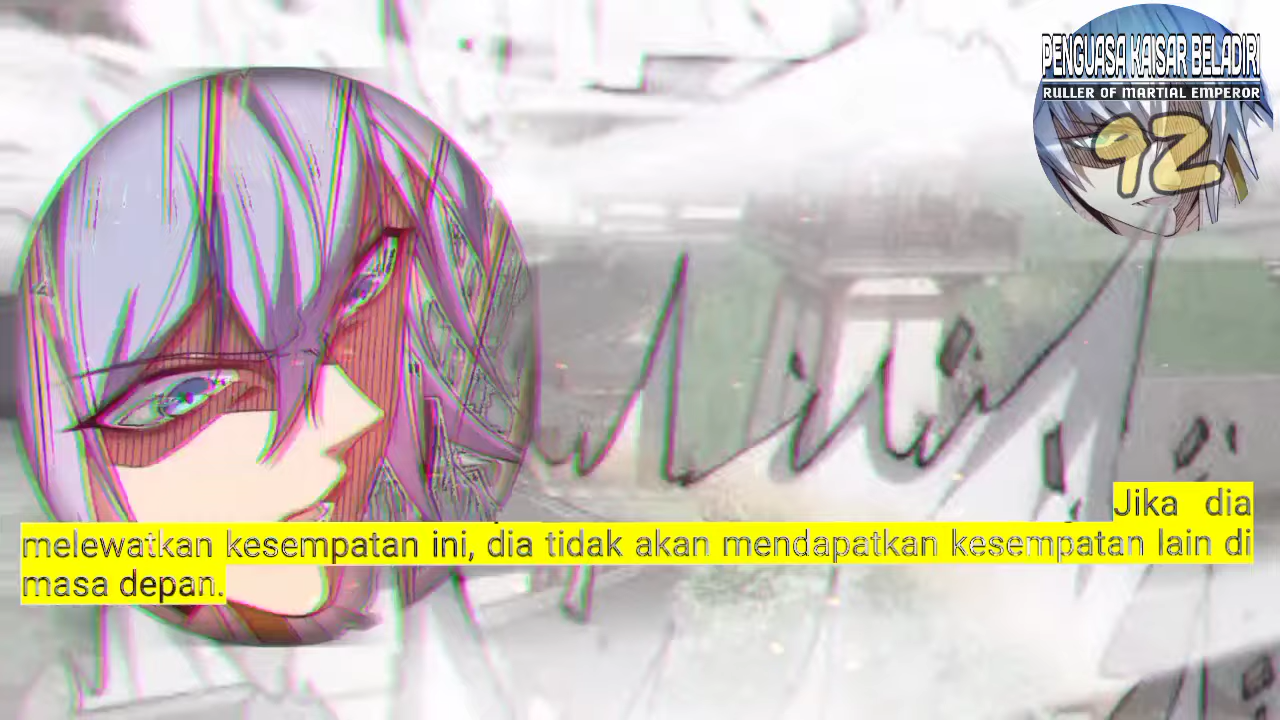 PENGUASA KAISAR BELADIRI
RULLER OF MARTIAL EMPEROR
92
Jika dia
melewatkan kesempatan ini, dia tidak akan mendapatkan kesempatan lain di
masa depan.